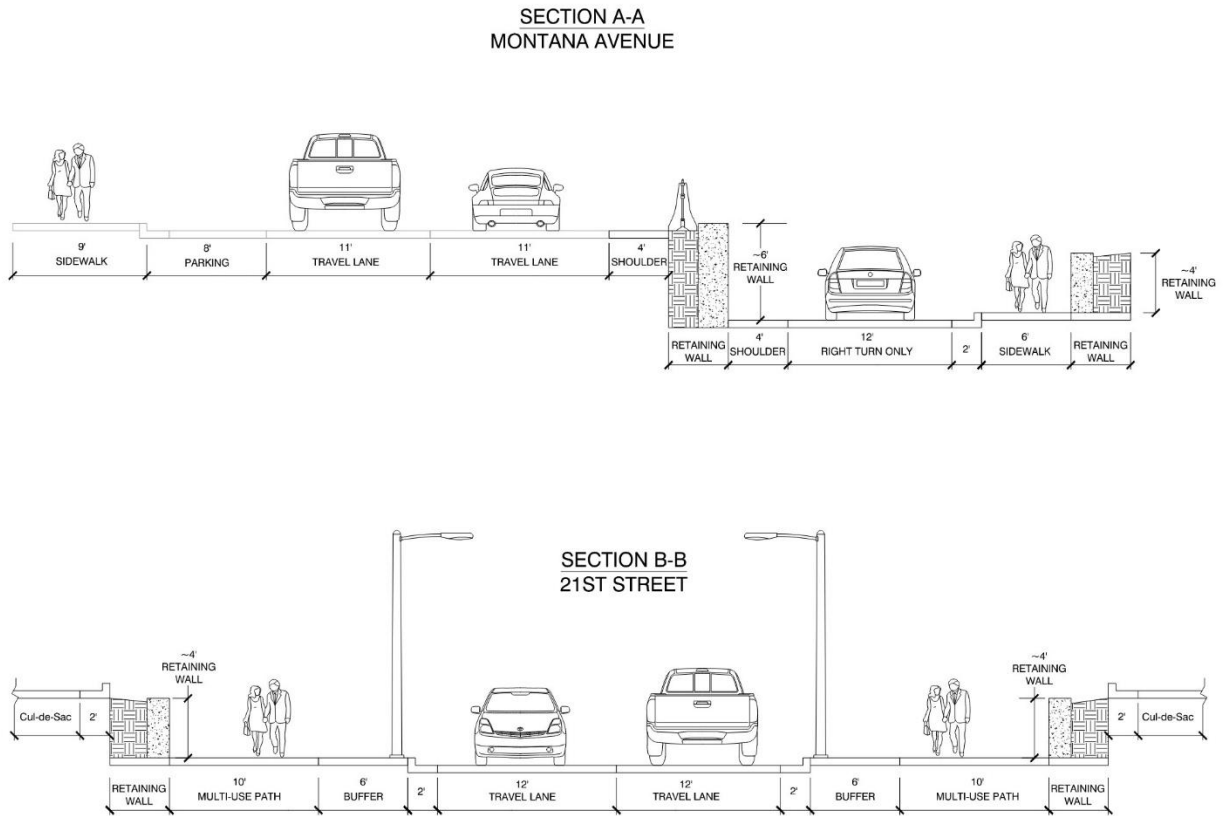 SECTION A-A
MONTANA AVENUE
9'
SIDEWALK
8'
PARKING
11'
TRAVEL LANE
11'
TRAVEL LANE
4'
SHOULDER
~6'
RETAINING
WALL
~4'
RETAINING
WALL
RETAINING
WALL
4'
SHOULDER
12'
RIGHT TURN ONLY
2'
6'
SIDEWALK
RETAINING
WALL
SECTION B-B
21ST STREET
~4'
RETAINING
WALL
~4'
RETAINING
WALL
Cul-de-Sac
2'
2'
Cul-de-Sac
RETAINING
WALL
10'
MULTI-USE PATH
6'
BUFFER
2'
12'
TRAVEL LANE
12'
TRAVEL LANE
2'
6'
BUFFER
10'
MULTI-USE PATH
RETAINING
WALL